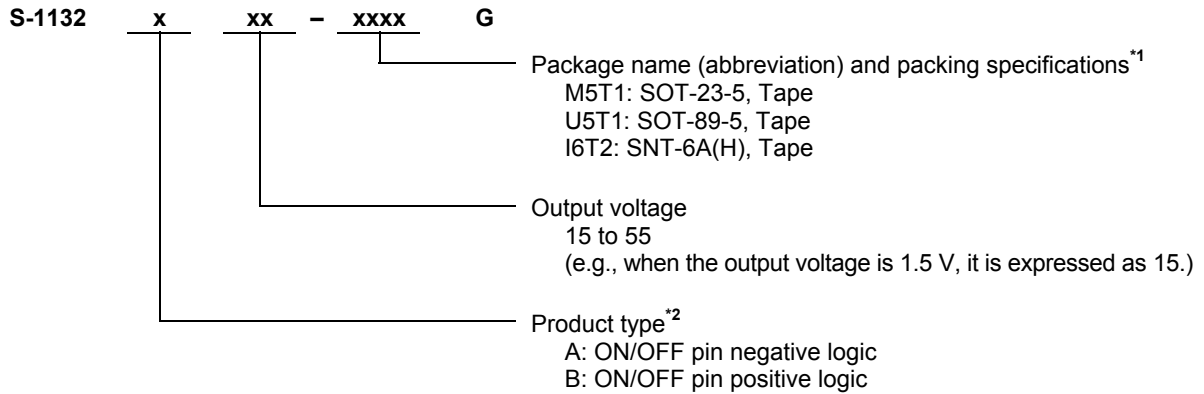 S-1132 x xx – xxxx G
Package name (abbreviation) and packing specifications*1
M5T1: SOT-23-5, Tape
U5T1: SOT-89-5, Tape
I6T2: SNT-6A(H), Tape
Output voltage
15 to 55
(e.g., when the output voltage is 1.5 V, it is expressed as 15.)
Product type*2
A: ON/OFF pin negative logic
B: ON/OFF pin positive logic